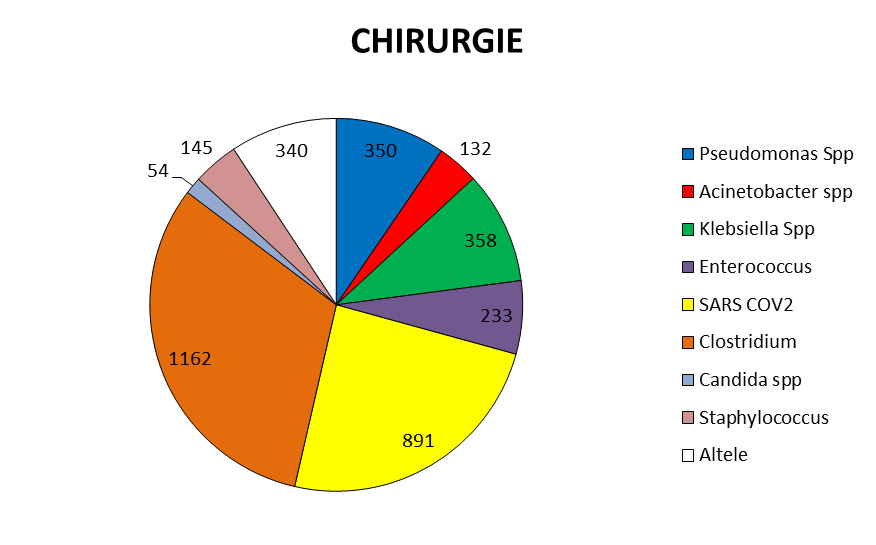 CHIRURGIE
350
132
358
233
891
1162
54
145
340
Pseudomonas Spp
Acinetobacter spp
Klebsiella Spp
Enterococcus
SARS COV2
Clostridium
Candida spp
Staphylococcus
Altele